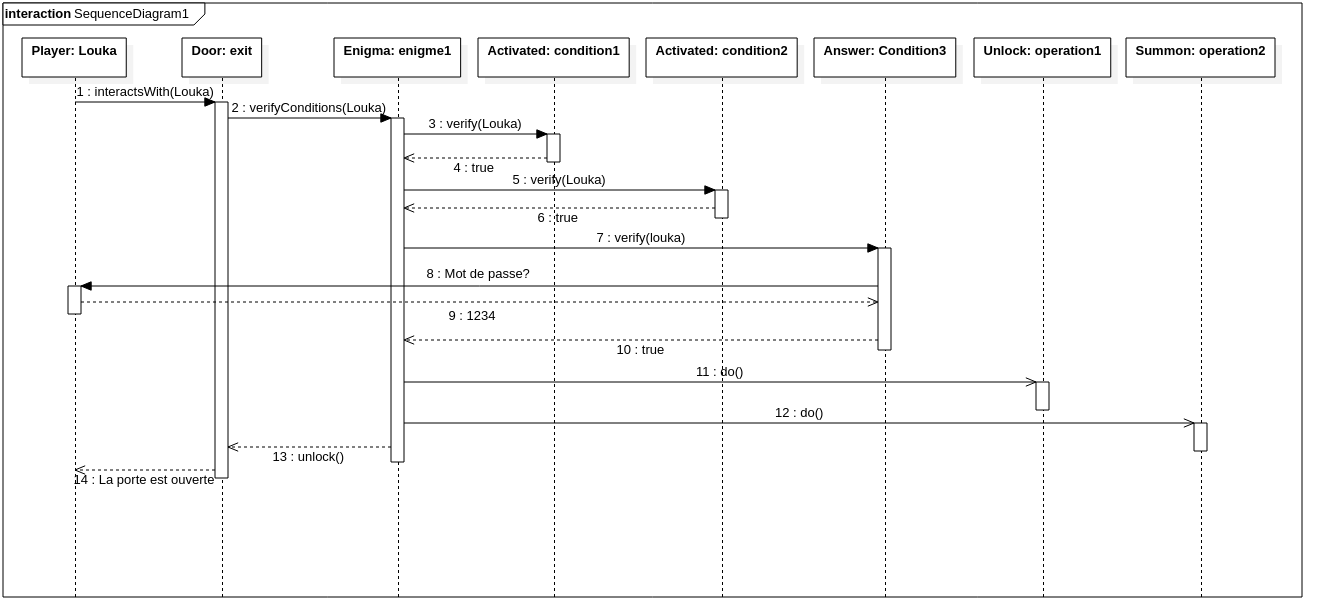 interaction SequenceDiagram1
Player: Louka
Door: exit
Enigma: enigme1
Activated: condition1
Activated: condition2
Answer: Condition3
Unlock: operation1
Summon: operation2
1 : interactsWith(Louka)
2 : verifyConditions(Louka)
3 : verify(Louka)
4 : true
5 : verify(Louka)
6 : true
7 : verify(louka)
8 : Mot de passe?
9 : 1234
10 : true
11 : do()
12 : do()
13 : unlock()
14 : La porte est ouverte